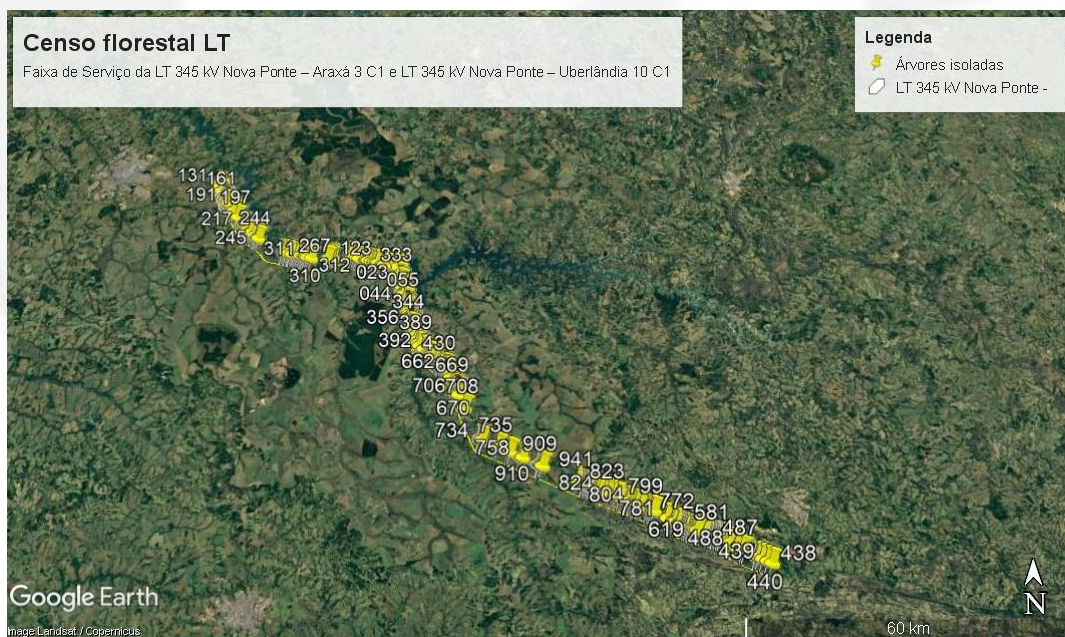 Censo florestal LT
Faixa de Serviço da LT 345 kV Nova Ponte – Araxá 3 C1 e LT 345 kV Nova Ponte – Uberlândia 10 C1
Legenda
Árvores isoladas
LT 345 kV Nova Ponte -
131 161
191 197
217 244
245
311 267 123 333
310 312 023 055
044 344
356 389
392 430
662 669
706 708
670
734 735
758 909
910 941
824 823
804 799
781 772
619 581
488 487
439 438
440
Google Earth
Image Landsat / Copernicus
N
60 km